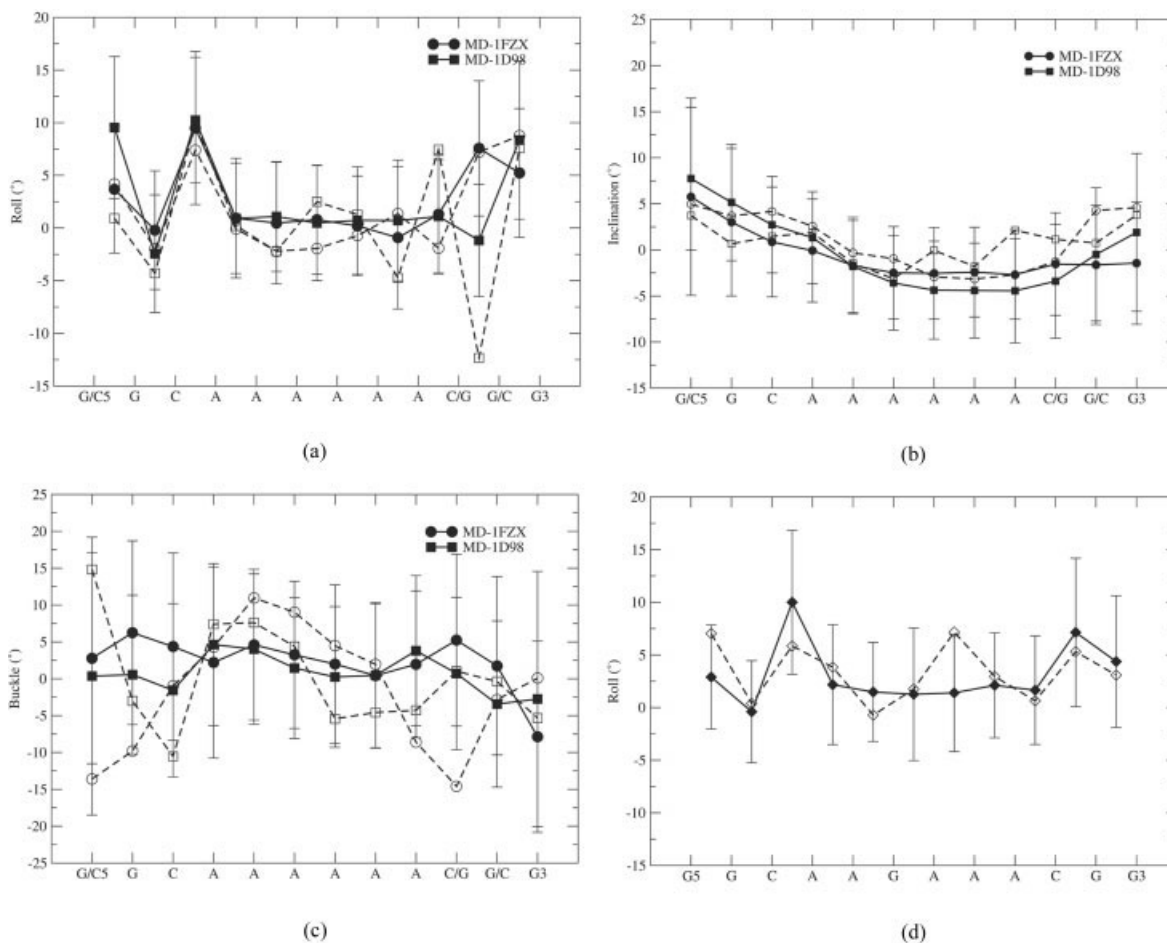 20
15
10
5
0
-5
-10
-15
Roll (°)
MD-1FZX
MD-1D98
G/C5 G C A A A A A A C/G G/C G3
(a)
25
20
15
10
5
0
-5
-10
-15
Inclination (°)
MD-1FZX
MD-1D98
G/C5 G C A A A A A A C/G G/C G3
(b)
25
20
15
10
5
0
-5
-10
-15
-20
-25
Buckle (°)
MD-1FZX
MD-1D98
G/C5 G C A A A A A A C/G G/C G3
(c)
20
15
10
5
0
-5
-10
-15
Roll (°)
G5 G C A A G A A A C G G3
(d)